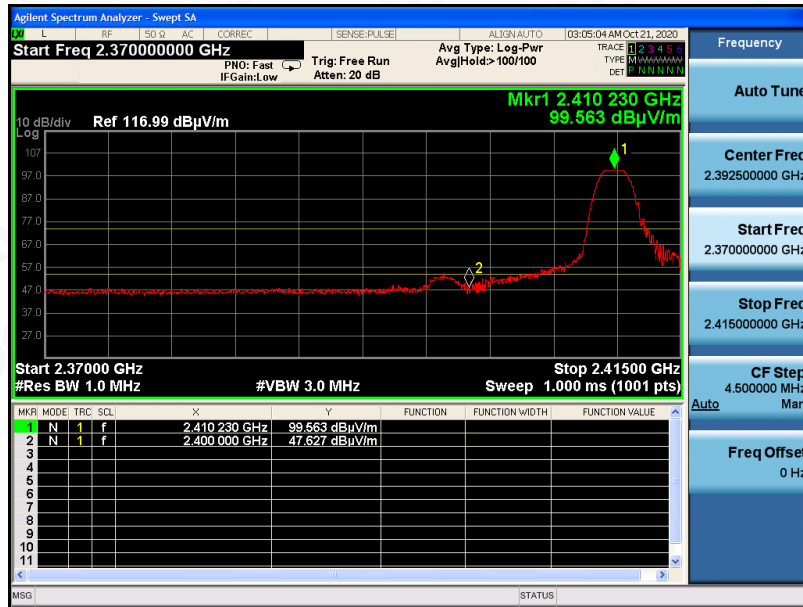 Agilent Spectrum Analyzer - Swept SA
LXI L RF 50 Ω AC CORREC SENSE:PULSE ALIGN AUTO 03:05:04 AM Oct 21, 2020
Start Freq 2.370000000 GHz
PNO: Fast
IFGain:Low
Trig: Free Run
Atten: 20 dB
Avg Type: Log-Pwr
Avg|Hold:>100/100
TRACE 1 2 3 4 5 6
TYPE M
DET P N N N N N
Frequency
Auto Tune
Center Freq
2.392500000 GHz
Start Freq
2.370000000 GHz
Stop Freq
2.415000000 GHz
CF Step
4.500000 MHz
Auto Man
Freq Offset
0 Hz
Mkr1 2.410 230 GHz
99.563 dBµV/m
10 dB/div Ref 116.99 dBµV/m
Log
107
97.0
87.0
77.0
67.0
57.0
47.0
37.0
27.0
1
2
Start 2.37000 GHz Stop 2.41500 GHz
#Res BW 1.0 MHz #VBW 3.0 MHz Sweep 1.000 ms (1001 pts)
MKR MODE TRC SCL X Y FUNCTION FUNCTION WIDTH FUNCTION VALUE
1 N 1 f 2.410 230 GHz 99.563 dBµV/m
2 N 1 f 2.400 000 GHz 47.627 dBµV/m
3
4
5
6
7
8
9
10
11
MSG STATUS